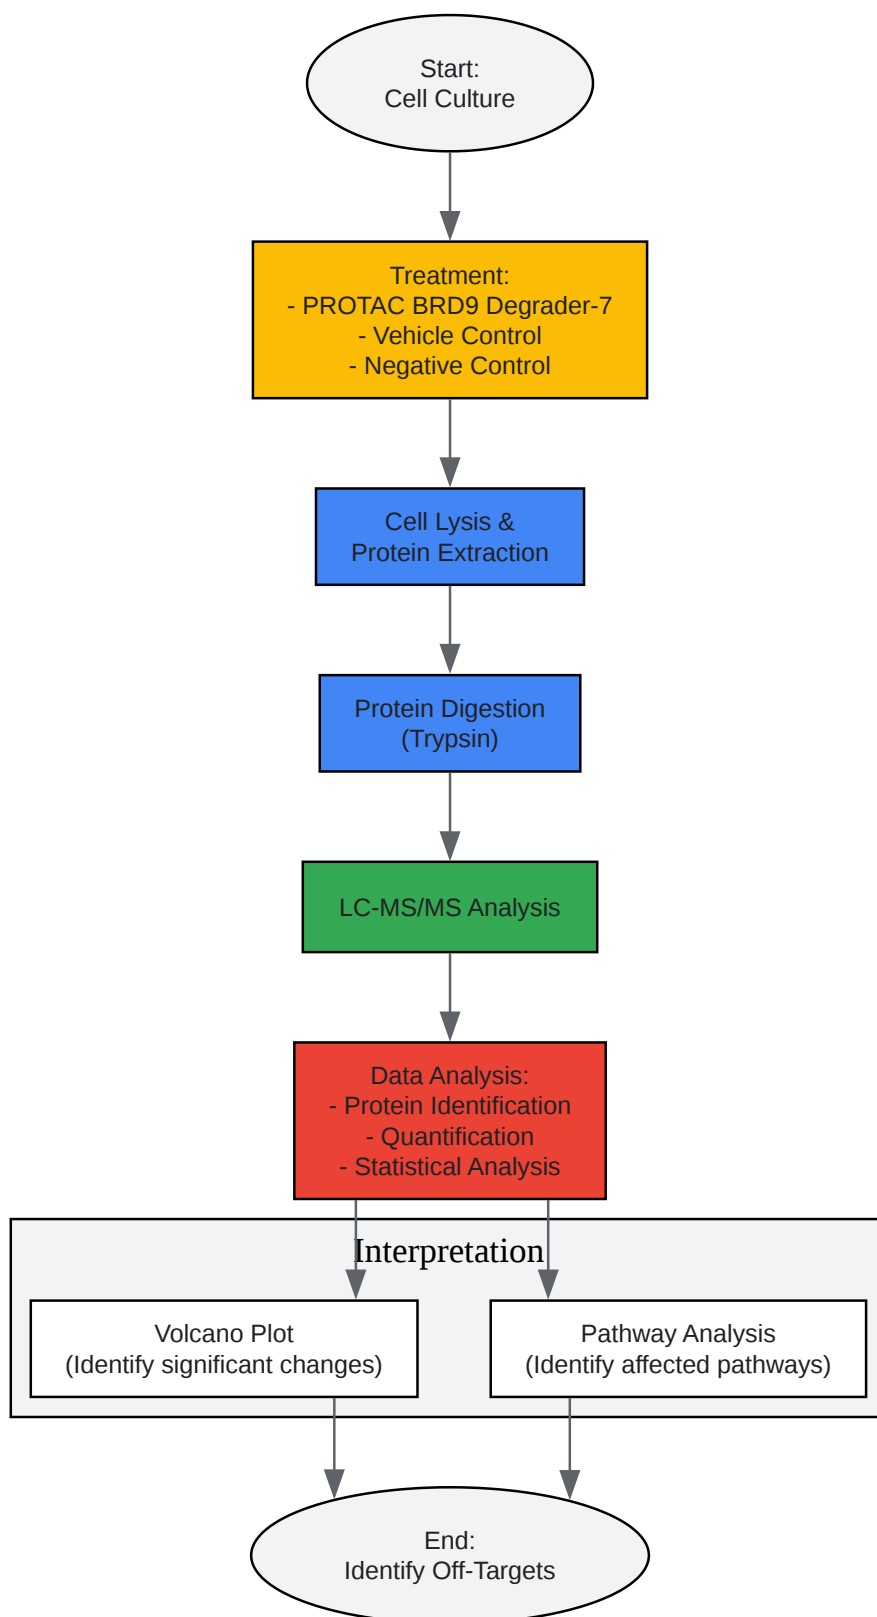 Start:
Cell Culture
Treatment:
- PROTAC BRD9 Degrader-7
- Vehicle Control
- Negative Control
Cell Lysis &
Protein Extraction
Protein Digestion
(Trypsin)
LC-MS/MS Analysis
Data Analysis:
- Protein Identification
- Quantification
- Statistical Analysis
Interpretation
Volcano Plot
(Identify significant changes)
Pathway Analysis
(Identify affected pathways)
End:
Identify Off-Targets